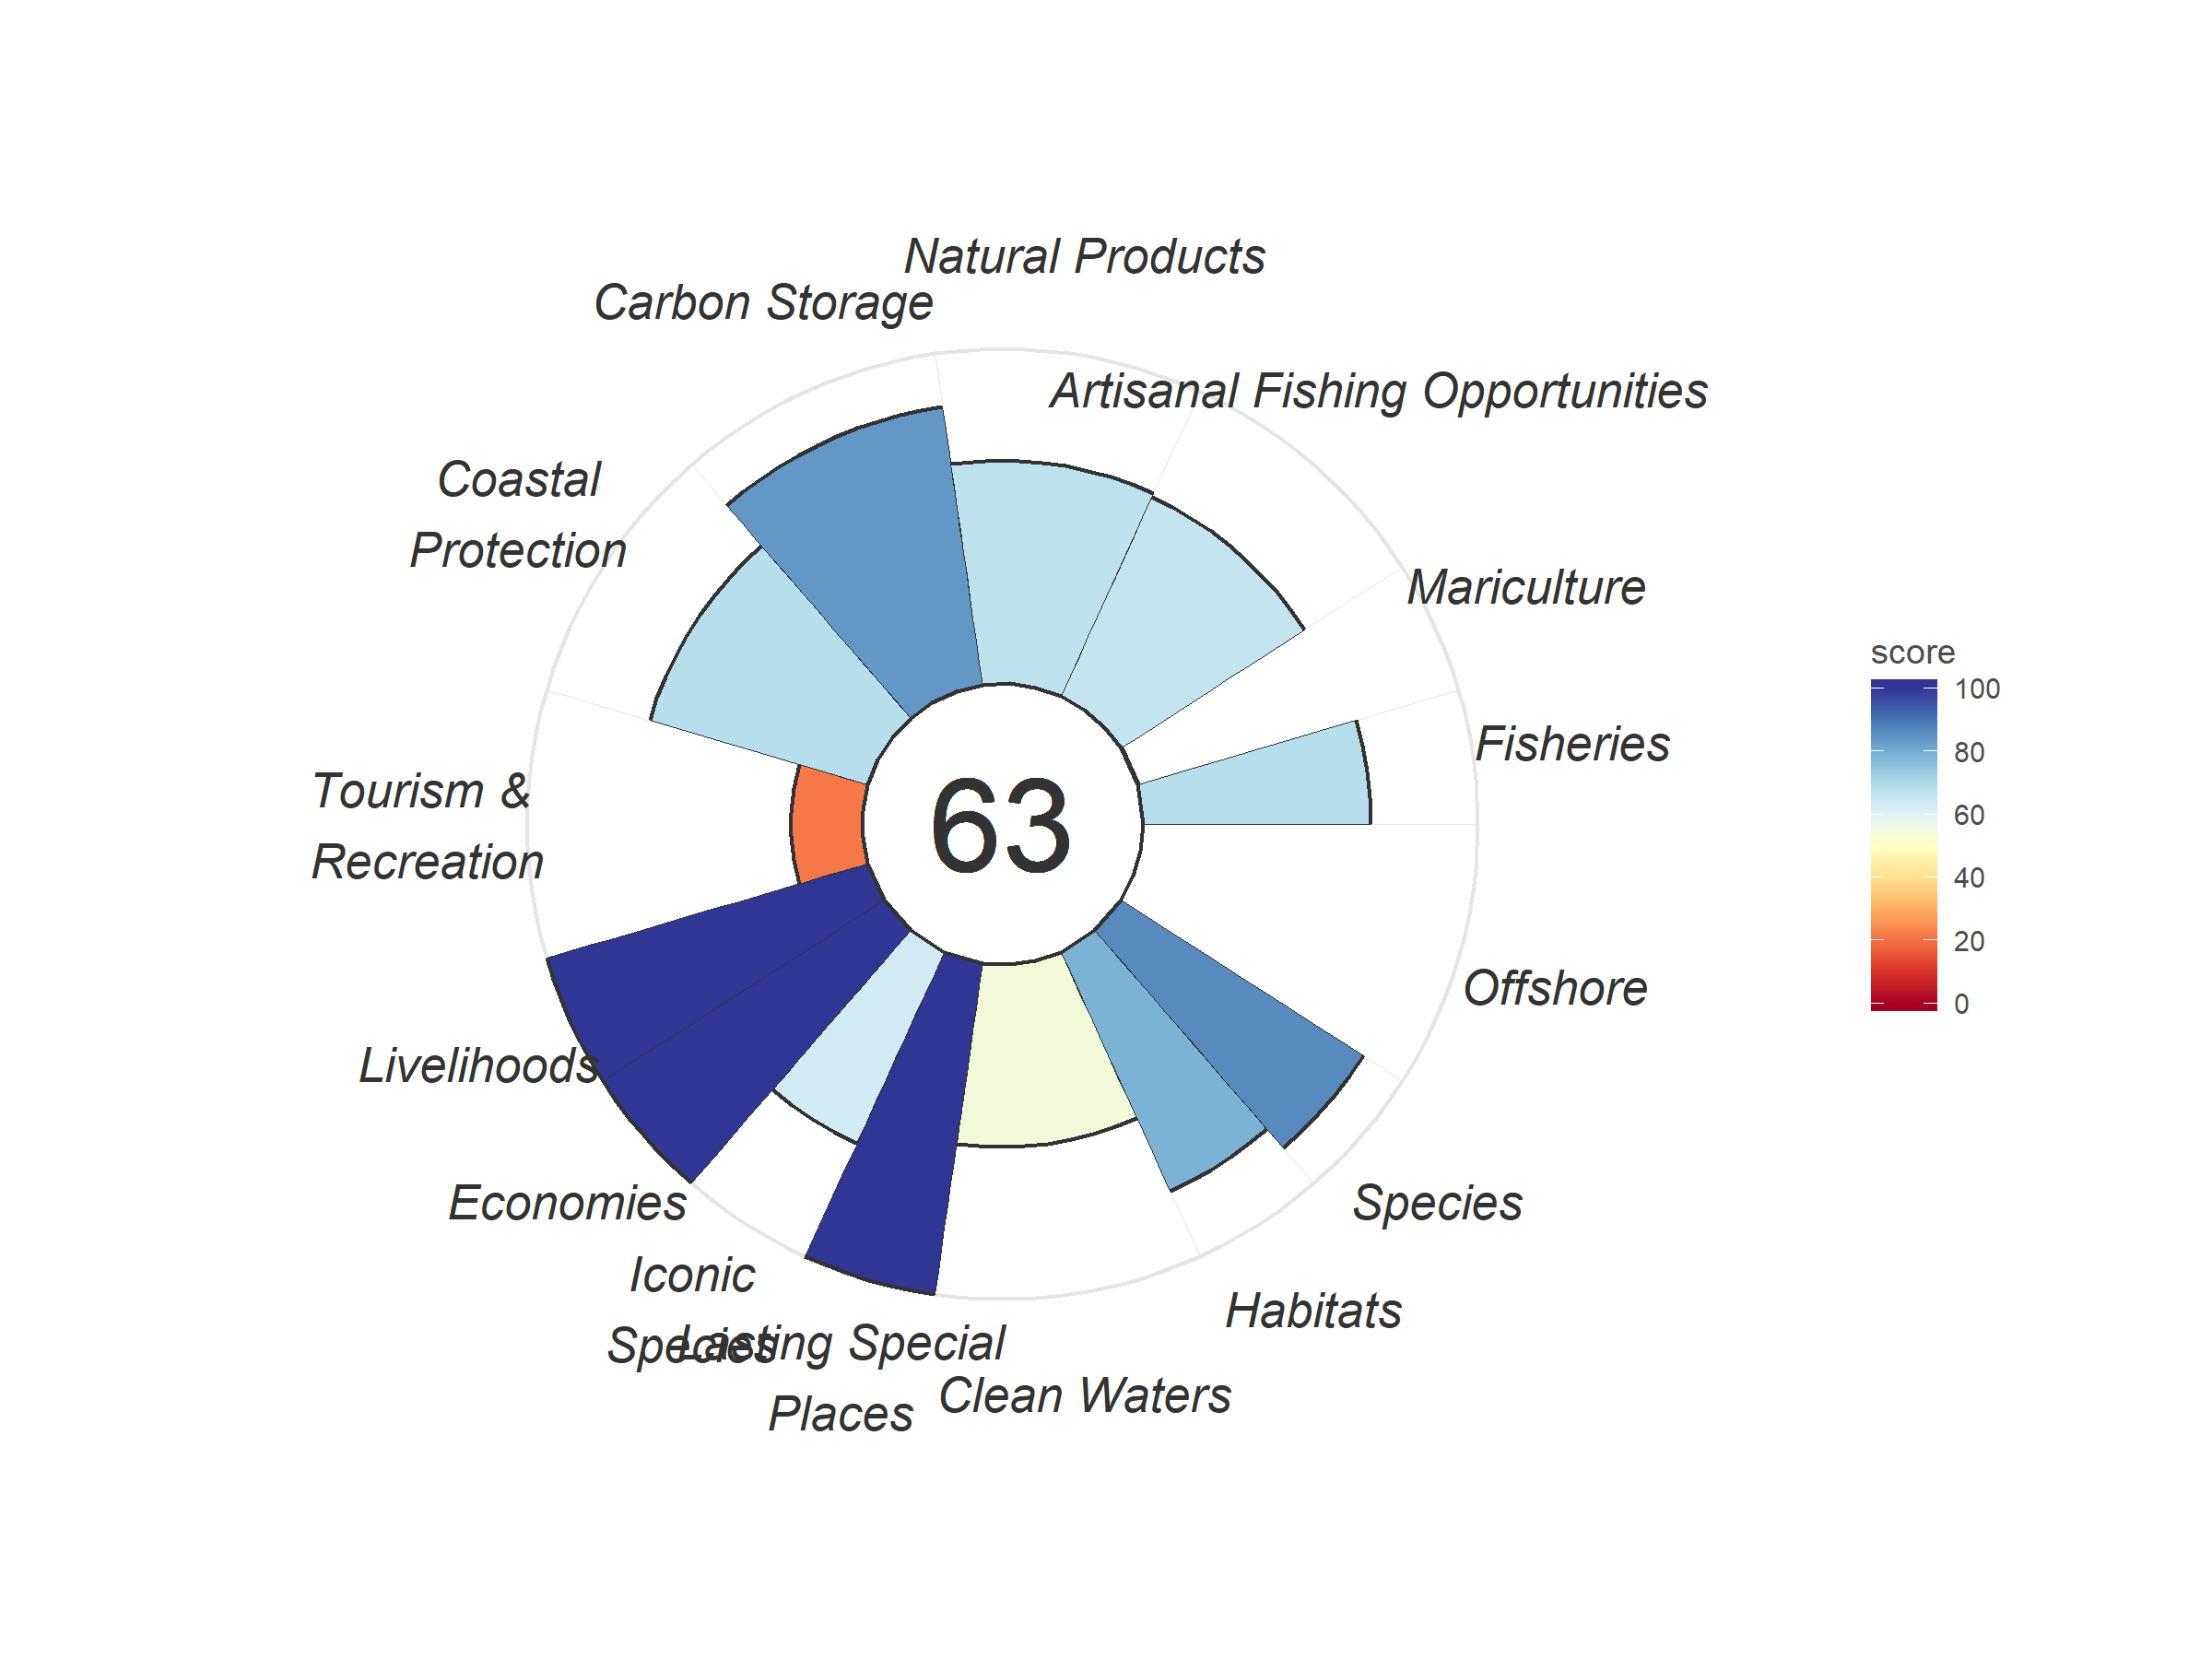 Natural Products
Carbon Storage
Artisanal Fishing Opportunities
Coastal
Protection
Mariculture
Fisheries
Tourism &
Recreation
63
Offshore
Livelihoods
Economies
Species
Iconic
Species
Habitats
Lasting Special
Places
Clean Waters
score
100
80
60
40
20
0